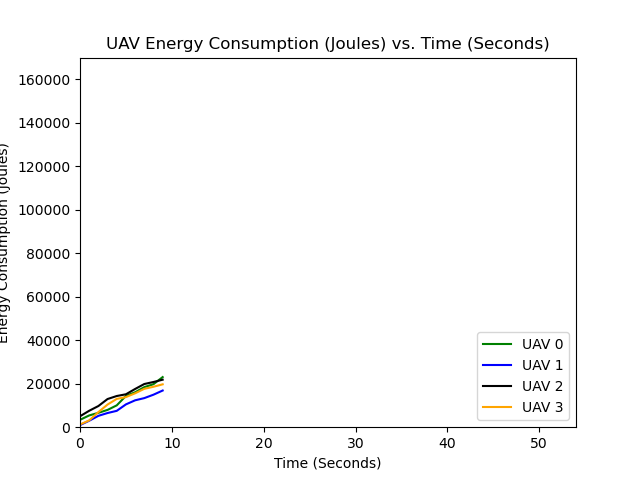 UAV Energy Consumption (Joules) vs. Time (Seconds)
160000
140000
120000
100000
80000
60000
40000
20000
0
Energy Consumption (Joules)
0 10 20 30 40 50
Time (Seconds)
UAV 0
UAV 1
UAV 2
UAV 3